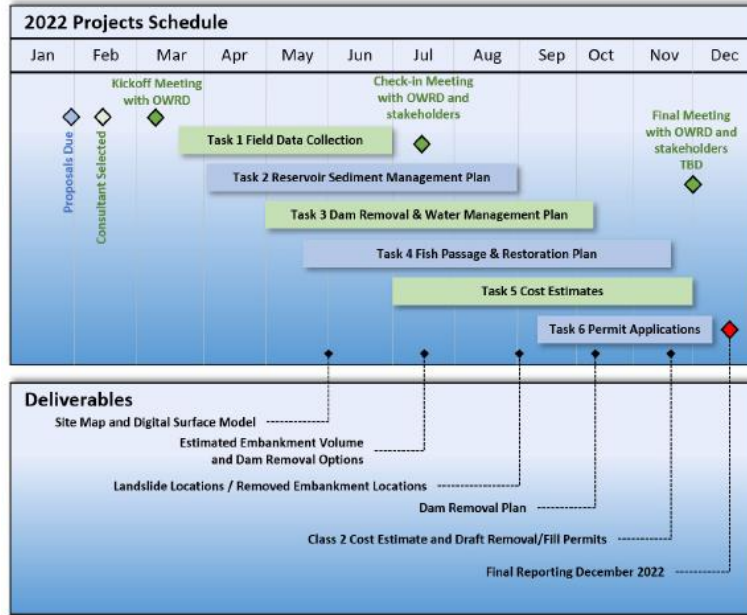 2022 Projects Schedule
Jan Feb Mar Apr May Jun Jul Aug Sep Oct Nov Dec
Kickoff Meeting
with OWRD
Check-in Meeting
with OWRD and
stakeholders
Final Meeting
with OWRD and
stakeholders
TBD
Proposals Due
Consultant Selected
Task 1 Field Data Collection
Task 2 Reservoir Sediment Management Plan
Task 3 Dam Removal & Water Management Plan
Task 4 Fish Passage & Restoration Plan
Task 5 Cost Estimates
Task 6 Permit Applications
Deliverables
Site Map and Digital Surface Model
Estimated Embankment Volume
and Dam Removal Options
Landslide Locations / Removed Embankment Locations
Dam Removal Plan
Class 2 Cost Estimate and Draft Removal/Fill Permits
Final Reporting December 2022